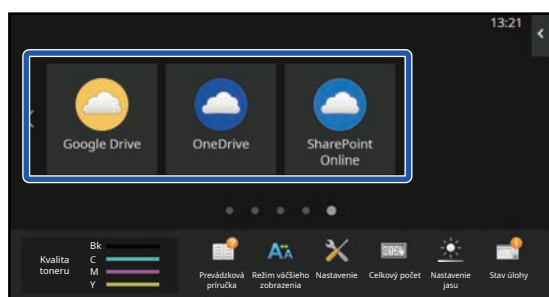 13:21
Google Drive
OneDrive
SharePoint
Online
Kvalita
toneru
Bk
C
M
Y
Prevádzková
príručka
Režim väčšieho
zobrazenia
Nastavenie
Celkový počet
Nastavenie
jasu
Stav úlohy